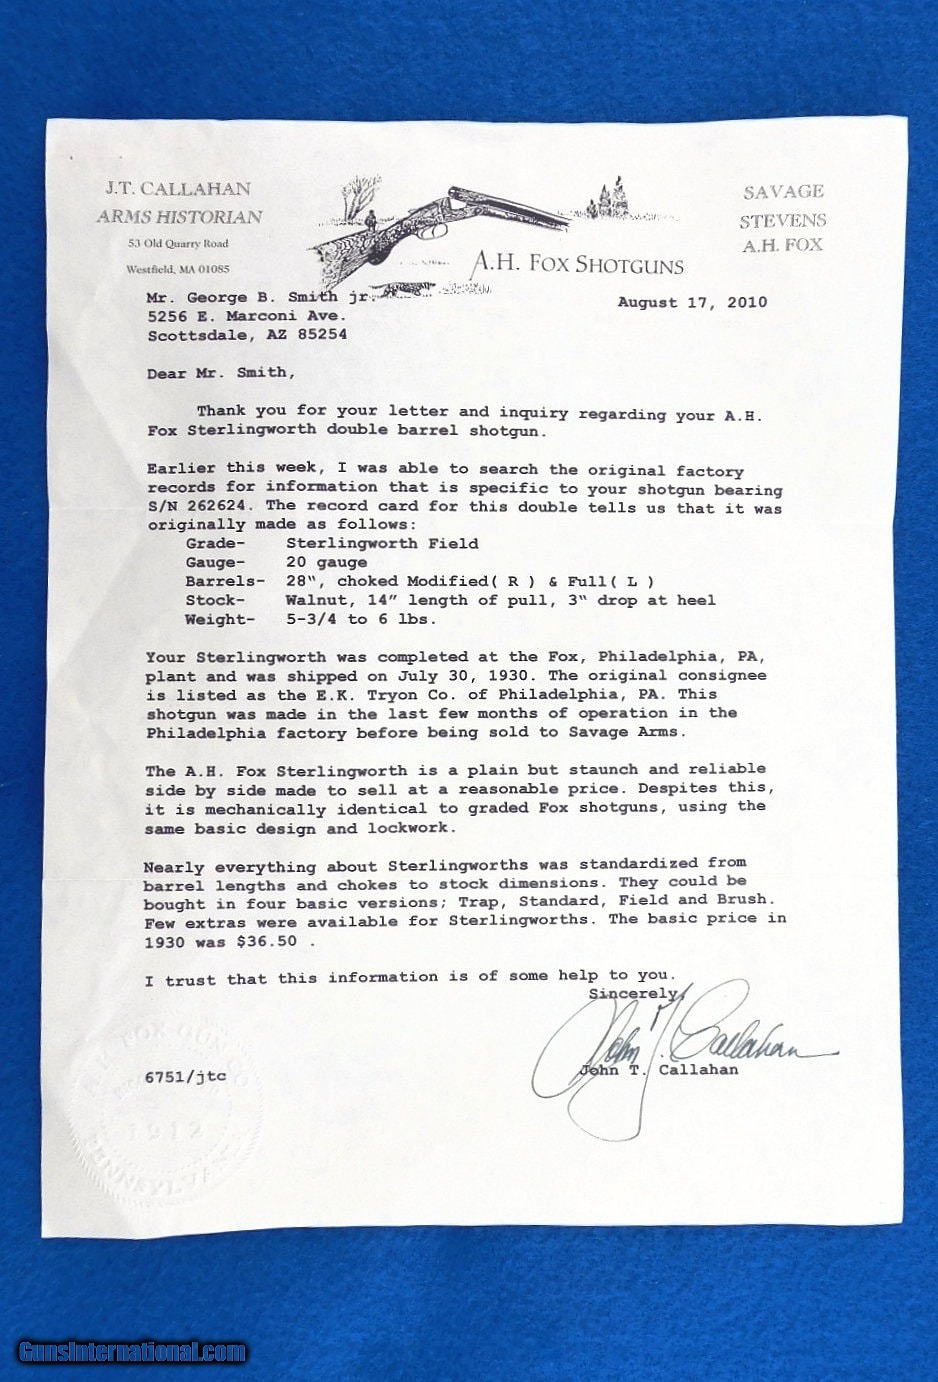 J.T. CALLAHAN
ARMS HISTORIAN
53 Old Quarry Road
Westfield, MA 01085
A.H. FOX SHOTGUNS
SAVAGE
STEVENS
A.H. FOX
Mr. George B. Smith jr.
5256 E. Marconi Ave.
Scottsdale, AZ 85254
August 17, 2010
Dear Mr. Smith,
Thank you for your letter and inquiry regarding your A.H.
Fox Sterlingworth double barrel shotgun.
Earlier this week, I was able to search the original factory
records for information that is specific to your shotgun bearing
S/N 262624. The record card for this double tells us that it was
originally made as follows:
Grade- Sterlingworth Field
Gauge- 20 gauge
Barrels- 28", choked Modified( R ) & Full( L )
Stock- Walnut, 14" length of pull, 3" drop at heel
Weight- 5-3/4 to 6 lbs.
Your Sterlingworth was completed at the Fox, Philadelphia, PA,
plant and was shipped on July 30, 1930. The original consignee
is listed as the E.K. Tryon Co. of Philadelphia, PA. This
shotgun was made in the last few months of operation in the
Philadelphia factory before being sold to Savage Arms.
The A.H. Fox Sterlingworth is a plain but staunch and reliable
side by side made to sell at a reasonable price. Despites this,
it is mechanically identical to graded Fox shotguns, using the
same basic design and lockwork.
Nearly everything about Sterlingworths was standardized from
barrel lengths and chokes to stock dimensions. They could be
bought in four basic versions; Trap, Standard, Field and Brush.
Few extras were available for Sterlingworths. The basic price in
1930 was $36.50 .
I trust that this information is of some help to you.
Sincerely,
John T. Callahan
John T. Callahan
6751/jtc
FOX GUN CO
1912
PENNSYLVANIA
GunsInternational.com